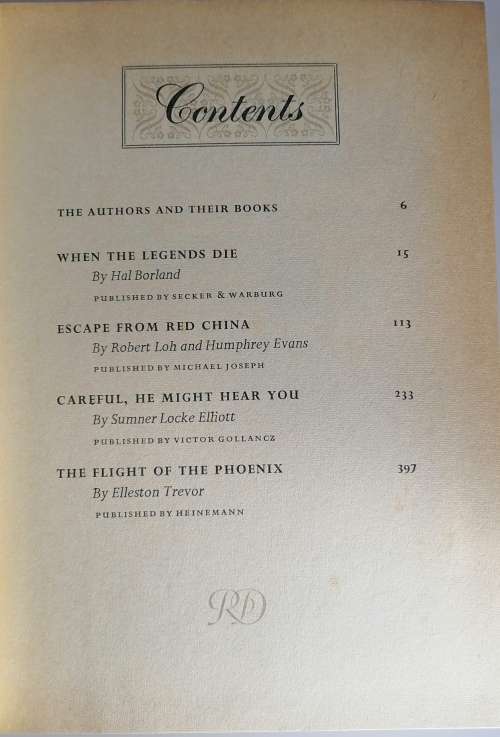 Contents
THE AUTHORS AND THEIR BOOKS 6
WHEN THE LEGENDS DIE 15
By Hal Borland
PUBLISHED BY SECKER & WARBURG
ESCAPE FROM RED CHINA 113
By Robert Loh and Humphrey Evans
PUBLISHED BY MICHAEL JOSEPH
CAREFUL, HE MIGHT HEAR YOU 233
By Sumner Locke Elliott
PUBLISHED BY VICTOR GOLLANCZ
THE FLIGHT OF THE PHOENIX 397
By Elleston Trevor
PUBLISHED BY HEINEMANN
RD